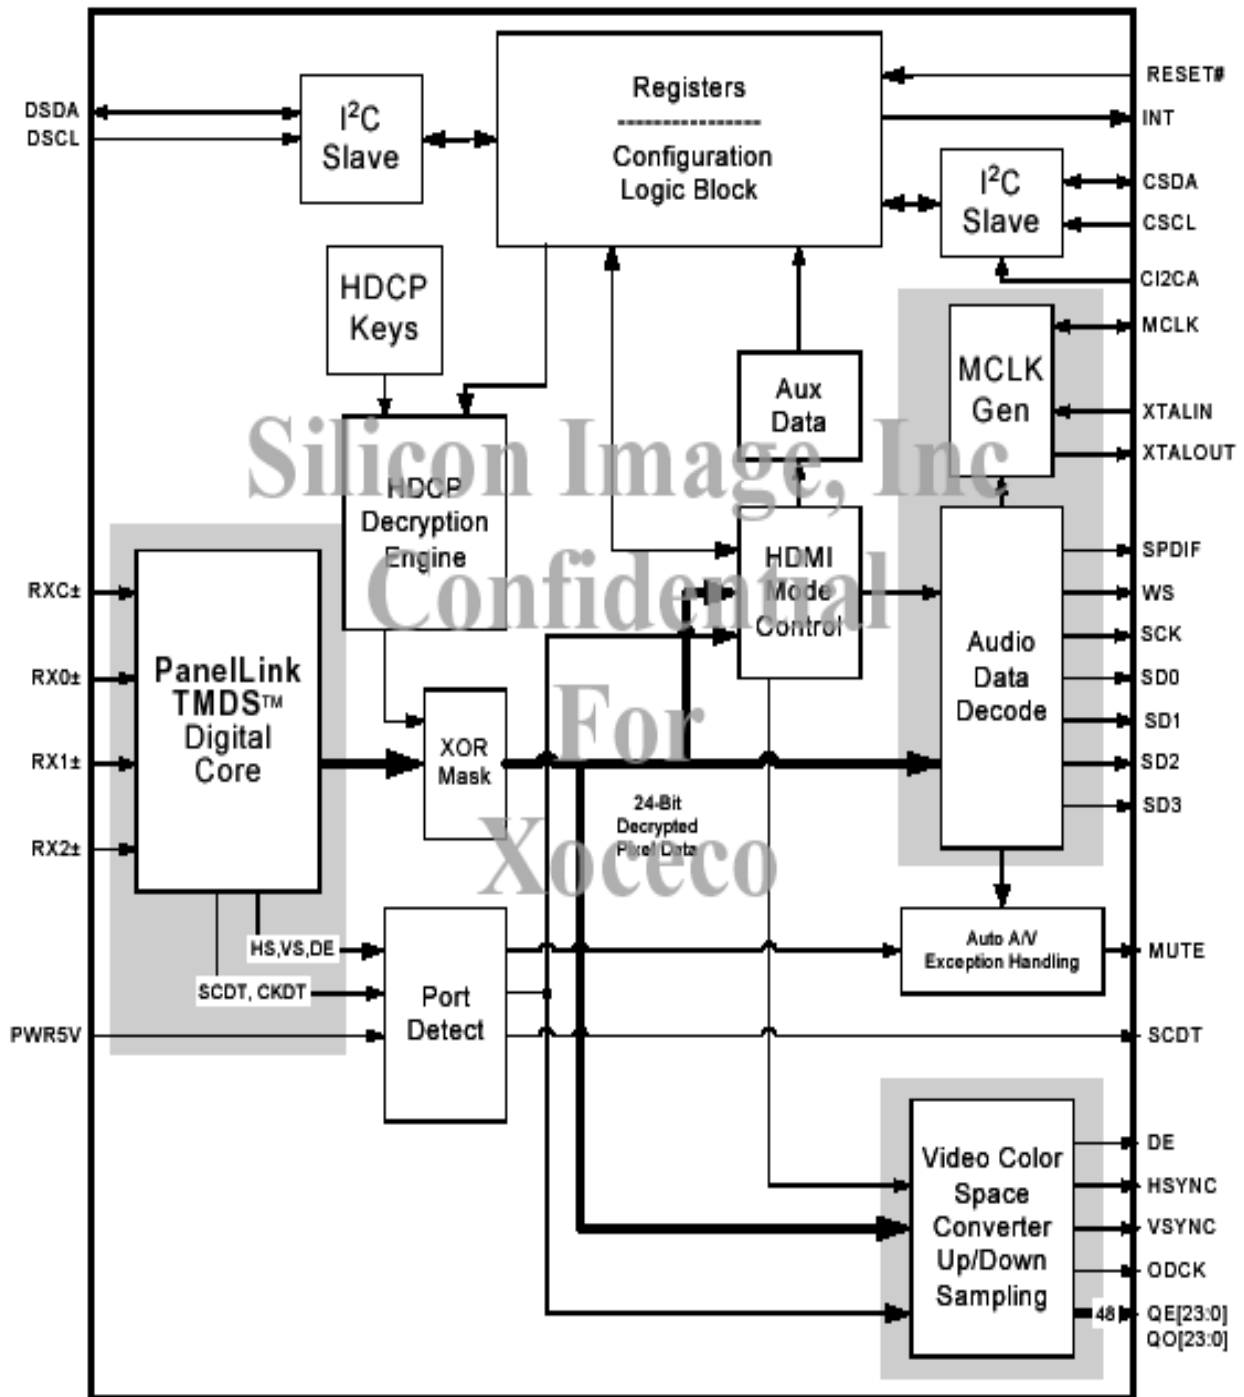 RESET#
INT
DSDA
DSCL
I²C
Slave
Registers
----------------
Configuration
Logic Block
I²C
Slave
CSDA
CSCL
CI2CA
HDCP
Keys
MCLK
Gen
MCLK
XTALIN
XTALOUT
Aux
Data
Silicon Image, Inc
Confidential
For
Xoceco
HDCP
Decryption
Engine
HDMI
Mode
Control
RXC±
RX0±
RX1±
RX2±
PanelLink
TMDS™
Digital
Core
XOR
Mask
24-Bit
Decrypted
Pixel Data
Audio
Data
Decode
SPDIF
WS
SCK
SD0
SD1
SD2
SD3
HS,VS,DE
SCDT, CKDT
PWR5V
Port
Detect
Auto A/V
Exception Handling
MUTE
SCDT
Video Color
Space
Converter
Up/Down
Sampling
DE
HSYNC
VSYNC
ODCK
48
QE[23:0]
QO[23:0]